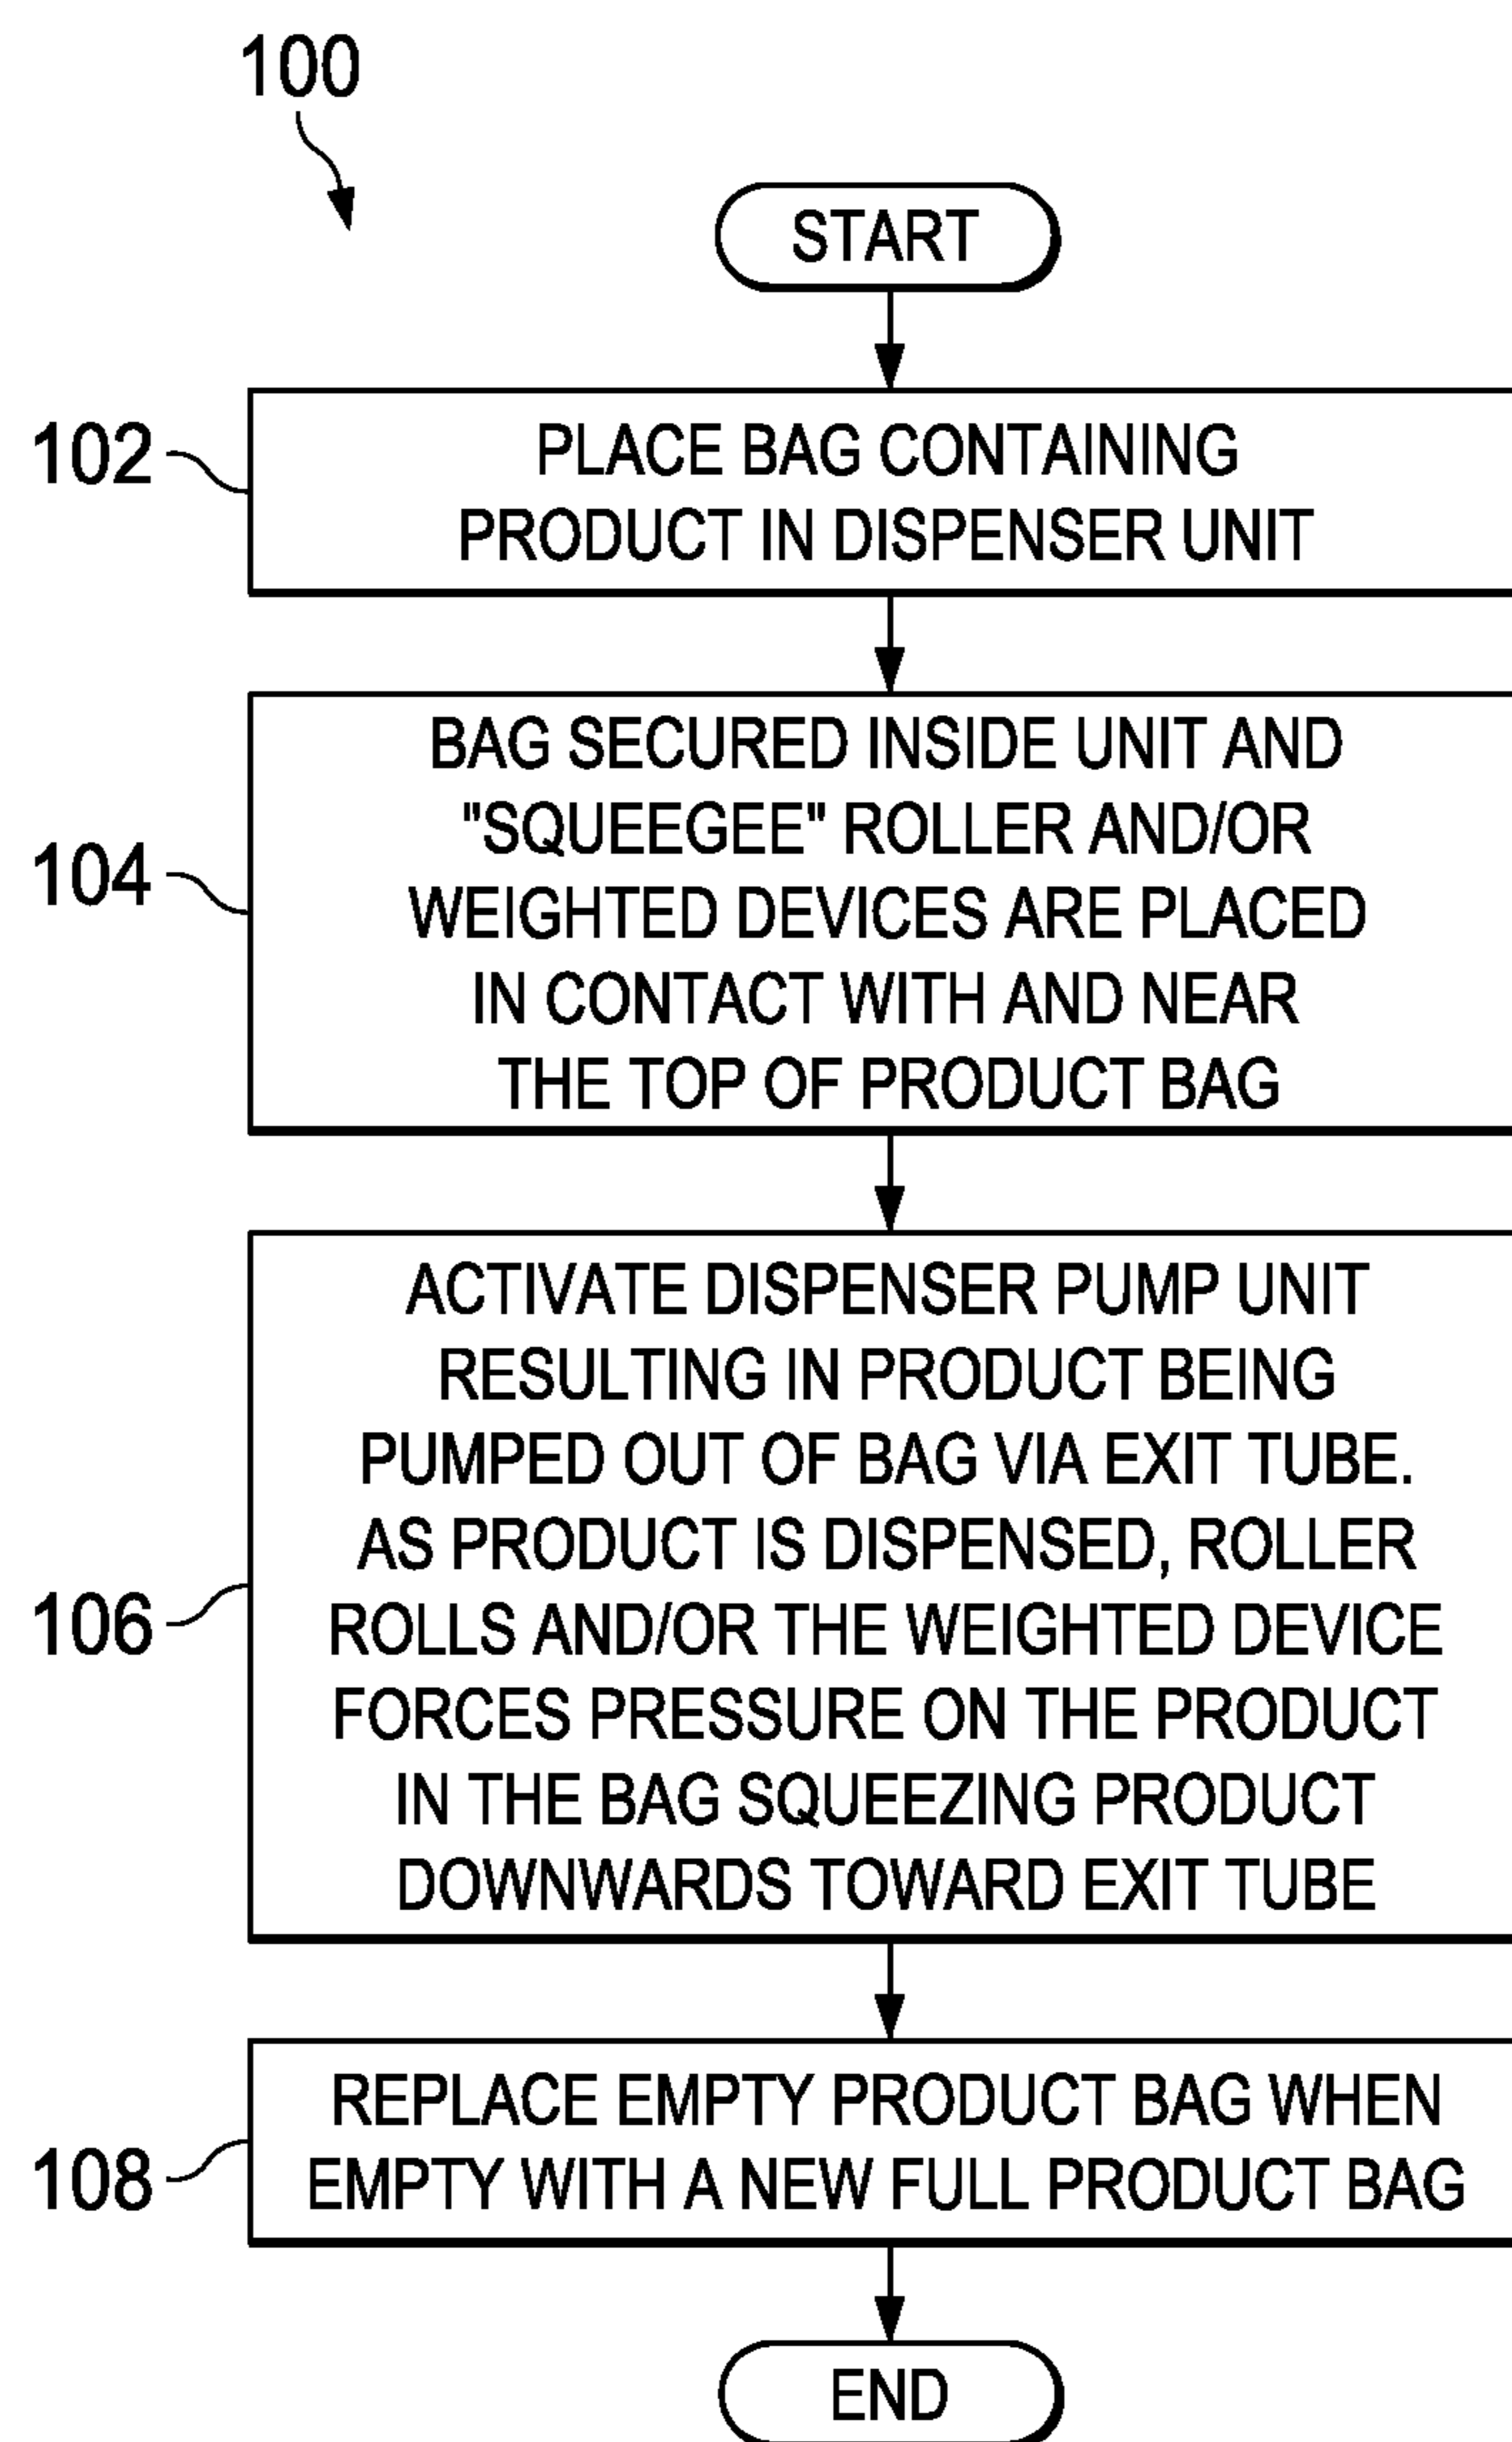 100
START
102
PLACE BAG CONTAINING
PRODUCT IN DISPENSER UNIT
104
BAG SECURED INSIDE UNIT AND
"SQUEEGEE" ROLLER AND/OR
WEIGHTED DEVICES ARE PLACED
IN CONTACT WITH AND NEAR
THE TOP OF PRODUCT BAG
106
ACTIVATE DISPENSER PUMP UNIT
RESULTING IN PRODUCT BEING
PUMPED OUT OF BAG VIA EXIT TUBE.
AS PRODUCT IS DISPENSED, ROLLER
ROLLS AND/OR THE WEIGHTED DEVICE
FORCES PRESSURE ON THE PRODUCT
IN THE BAG SQUEEZING PRODUCT
DOWNWARDS TOWARD EXIT TUBE
108
REPLACE EMPTY PRODUCT BAG WHEN
EMPTY WITH A NEW FULL PRODUCT BAG
END